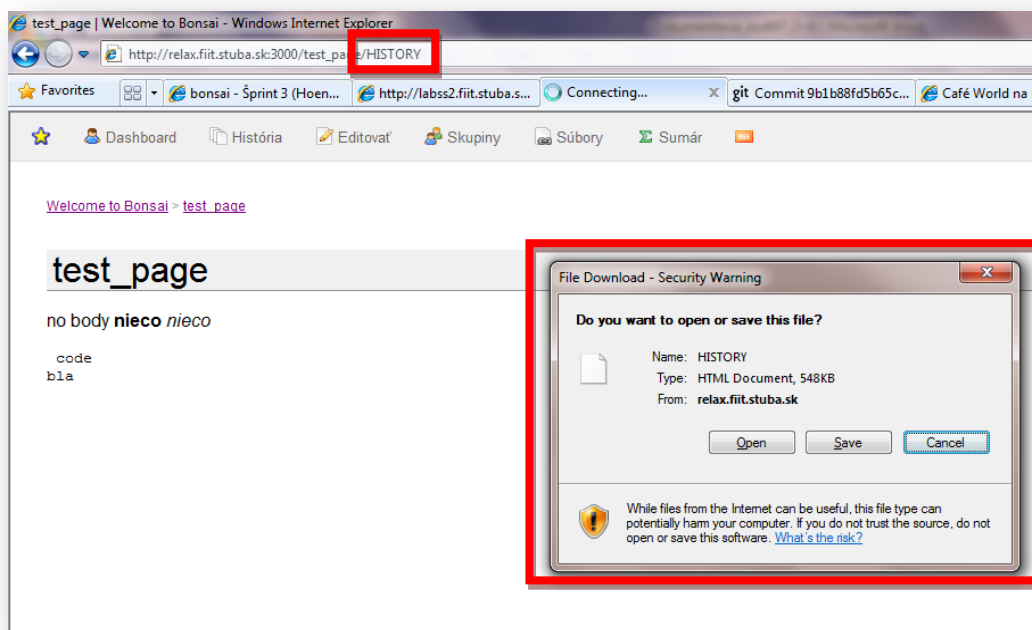 test_page | Welcome to Bonsai - Windows Internet Explorer
http://relax.fiit.stuba.sk:3000/test_page/HISTORY
Favorites bonsai - Šprint 3 (Hoen... http://labss2.fiit.stuba.s... Connecting... x git Commit 9b1b88fd5b65c... Café World na
Dashboard História Editovať Skupiny Súbory Σ Sumár RSS
Welcome to Bonsai > test_page
test_page
no body nieco nieco
code
bla
File Download - Security Warning
Do you want to open or save this file?
Name: HISTORY
Type: HTML Document, 548KB
From: relax.fiit.stuba.sk
Open Save Cancel
While files from the Internet can be useful, this file type can
potentially harm your computer. If you do not trust the source, do not
open or save this software. What's the risk?